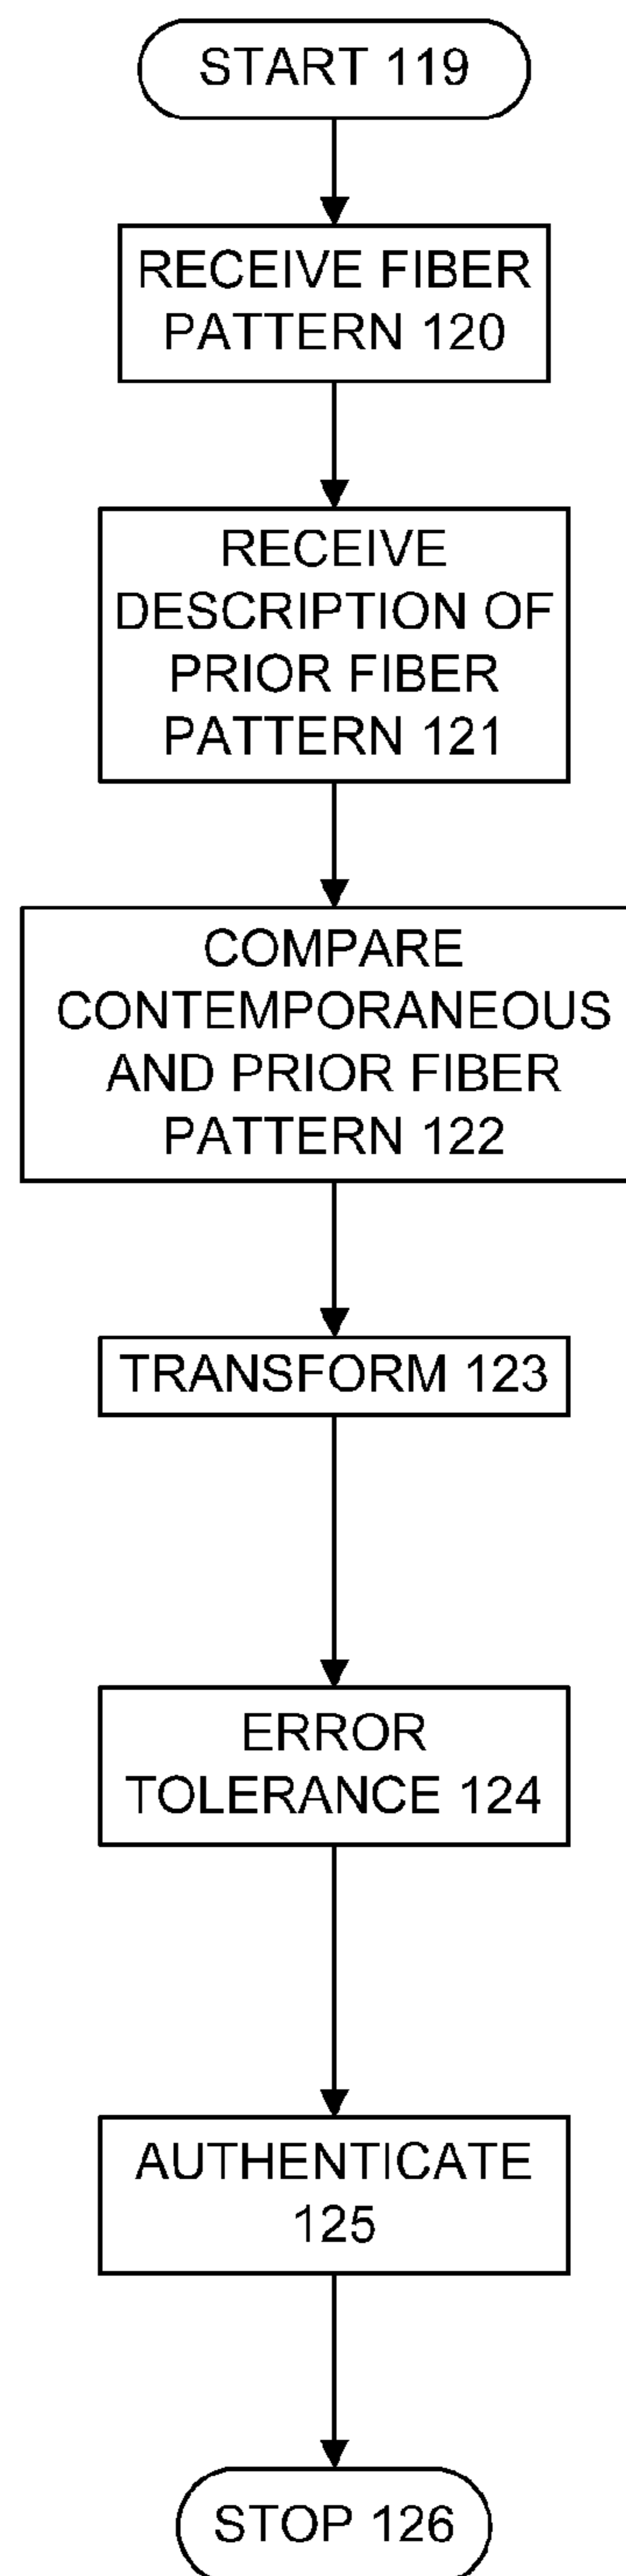 START 119
RECEIVE FIBER
PATTERN 120
RECEIVE
DESCRIPTION OF
PRIOR FIBER
PATTERN 121
COMPARE
CONTEMPORANEOUS
AND PRIOR FIBER
PATTERN 122
TRANSFORM 123
ERROR
TOLERANCE 124
AUTHENTICATE
125
STOP 126